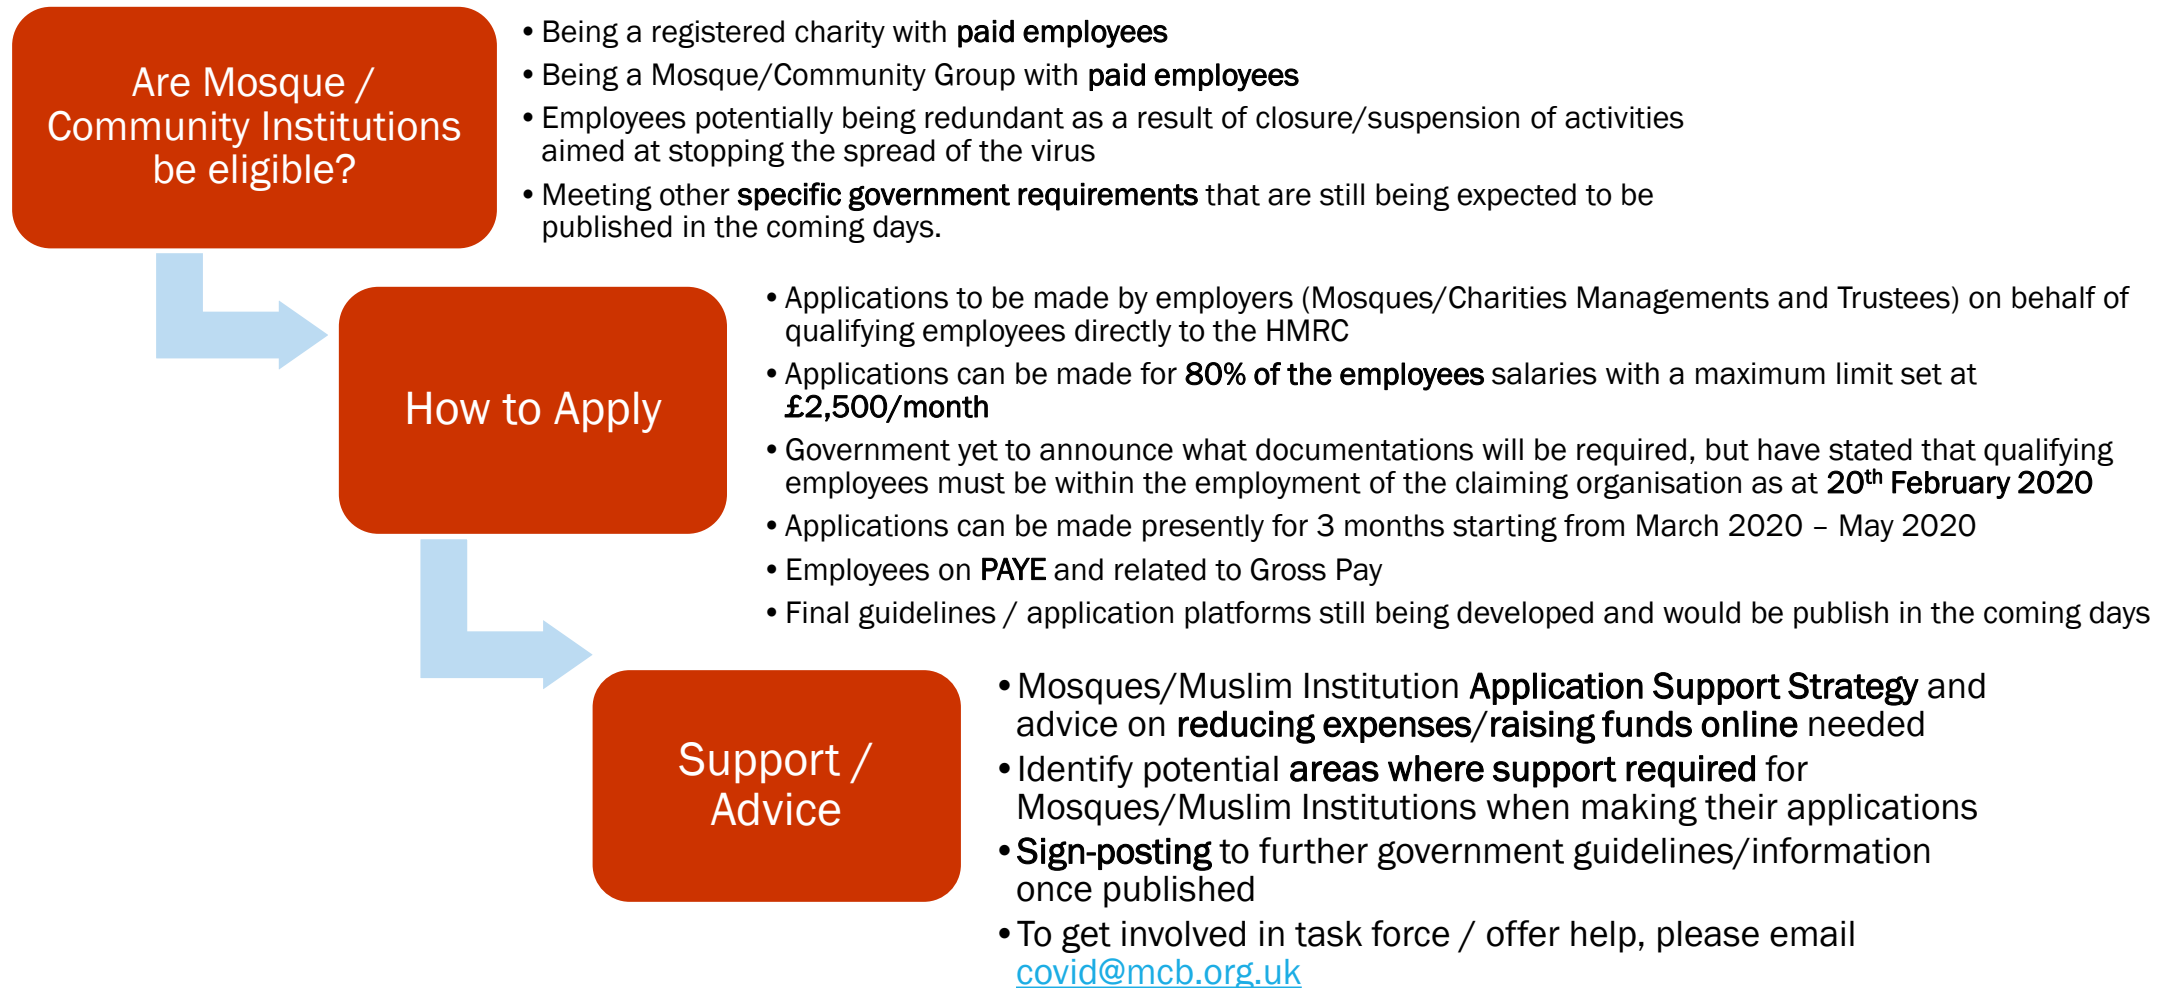 Are Mosque /
Community Institutions
be eligible?
• Being a registered charity with paid employees
• Being a Mosque/Community Group with paid employees
• Employees potentially being redundant as a result of closure/suspension of activities
aimed at stopping the spread of the virus
• Meeting other specific government requirements that are still being expected to be
published in the coming days.
How to Apply
• Applications to be made by employers (Mosques/Charities Managements and Trustees) on behalf of
qualifying employees directly to the HMRC
• Applications can be made for 80% of the employees salaries with a maximum limit set at
£2,500/month
• Government yet to announce what documentations will be required, but have stated that qualifying
employees must be within the employment of the claiming organisation as at 20th February 2020
• Applications can be made presently for 3 months starting from March 2020 – May 2020
• Employees on PAYE and related to Gross Pay
• Final guidelines / application platforms still being developed and would be publish in the coming days
Support /
Advice
• Mosques/Muslim Institution Application Support Strategy and
advice on reducing expenses/raising funds online needed
• Identify potential areas where support required for
Mosques/Muslim Institutions when making their applications
• Sign-posting to further government guidelines/information
once published
• To get involved in task force / offer help, please email
covid@mcb.org.uk